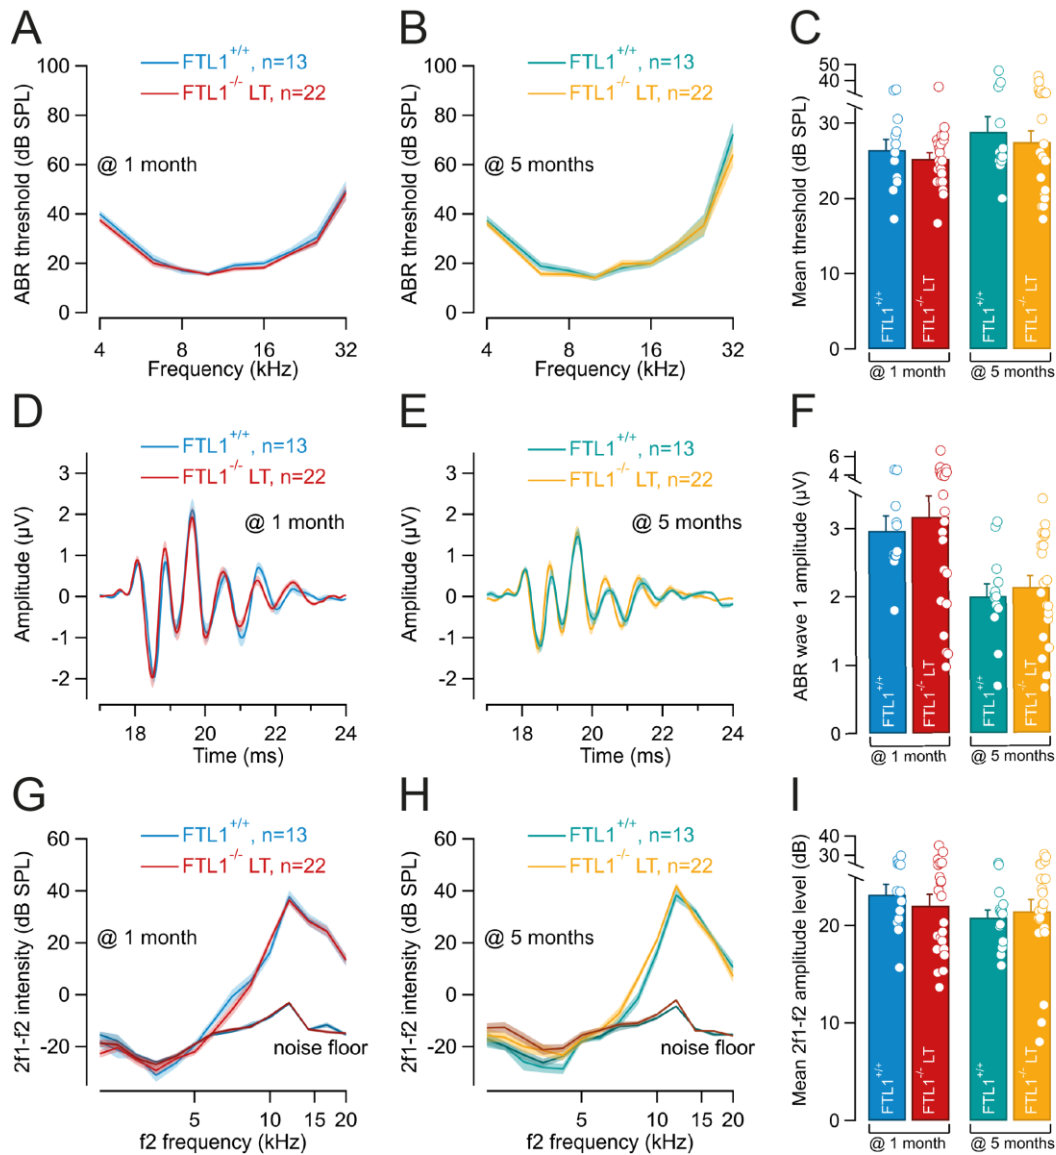 A
FTL1+/+, n=13
FTL1-/- LT, n=22
@ 1 month
ABR threshold (dB SPL)
100
80
60
40
20
0
4
8
16
32
Frequency (kHz)
B
FTL1+/+, n=13
FTL1-/- LT, n=22
@ 5 months
ABR threshold (dB SPL)
100
80
60
40
20
0
4
8
16
32
Frequency (kHz)
C
Mean threshold (dB SPL)
50
40
30
20
10
0
FTL1+/+
FTL1-/- LT
FTL1+/+
FTL1-/- LT
@ 1 month
@ 5 months
D
FTL1+/+, n=13
FTL1-/- LT, n=22
@ 1 month
Amplitude (µV)
3
2
1
0
-1
-2
18
20
22
24
Time (ms)
E
FTL1+/+, n=13
FTL1-/- LT, n=22
@ 5 months
Amplitude (µV)
3
2
1
0
-1
-2
18
20
22
24
Time (ms)
F
ABR wave 1 amplitude (µV)
6
4
3
2
1
0
FTL1+/+
FTL1-/- LT
FTL1+/+
FTL1-/- LT
@ 1 month
@ 5 months
G
FTL1+/+, n=13
FTL1-/- LT, n=22
@ 1 month
2f1-f2 intensity (dB SPL)
60
40
20
0
-20
noise floor
5
10
15
20
f2 frequency (kHz)
H
FTL1+/+, n=13
FTL1-/- LT, n=22
@ 5 months
2f1-f2 intensity (dB SPL)
60
40
20
0
-20
noise floor
5
10
15
20
f2 frequency (kHz)
I
Mean 2f1-f2 amplitude level (dB)
40
30
20
10
0
FTL1+/+
FTL1-/- LT
FTL1+/+
FTL1-/- LT
@ 1 month
@ 5 months